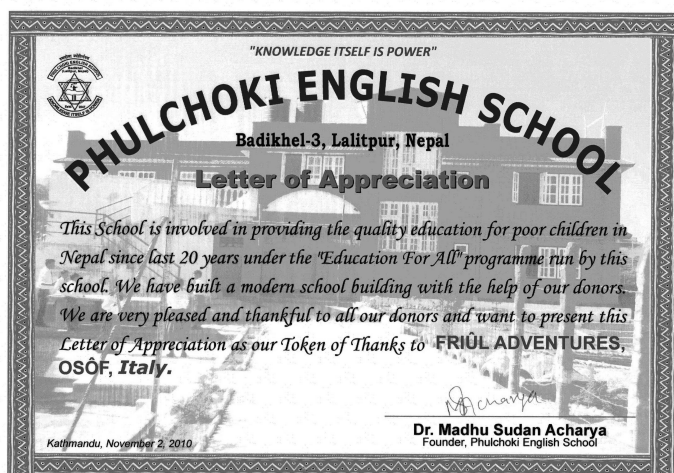 "KNOWLEDGE ITSELF IS POWER"
PHULCHOKI ENGLISH SCHOOL
Badikhel-3, Lalitpur, Nepal
Letter of Appreciation
This School is involved in providing the quality education for poor children in
Nepal since last 20 years under the "Education For All" programme run by this
school. We have built a modern school building with the help of our donors.
We are very pleased and thankful to all our donors and want to present this
Letter of Appreciation as our Token of Thanks to FRIÛL ADVENTURES,
OSÔF, Italy.
Acharya
Dr. Madhu Sudan Acharya
Founder, Phulchoki English School
Kathmandu, November 2, 2010